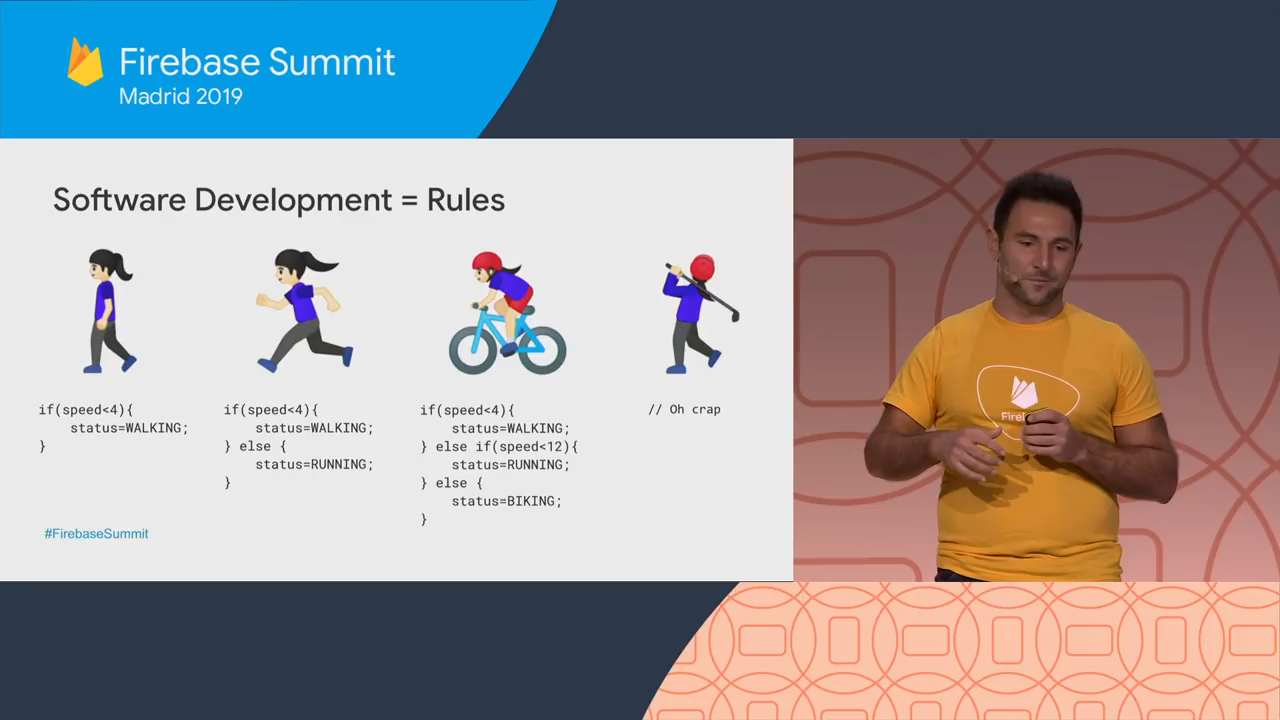 Firebase Summit
Madrid 2019
Software Development = Rules
if(speed<4){
    status=WALKING;
}
if(speed<4){
    status=WALKING;
} else {
    status=RUNNING;
}
if(speed<4){
    status=WALKING;
} else if(speed<12){
    status=RUNNING;
} else {
    status=BIKING;
}
// Oh crap
#FirebaseSummit